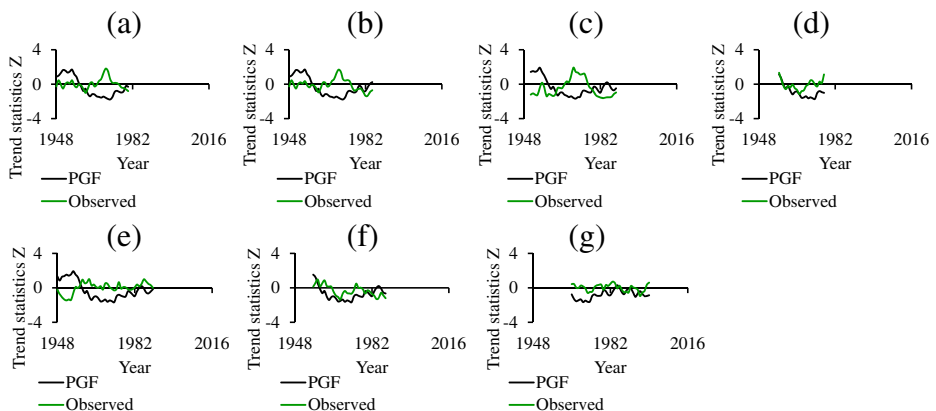 (a)
Trend statistics Z
4
0
-4
1948 1982 2016
Year
PGF
Observed
(b)
Trend statistics Z
4
0
-4
1948 1982 2016
Year
PGF
Observed
(c)
Trend statistics Z
4
0
-4
1948 1982 2016
Year
PGF
Observed
(d)
Trend statistics Z
4
0
-4
1948 1982 2016
Year
PGF
Observed
(e)
Trend statistics Z
4
0
-4
1948 1982 2016
Year
PGF
Observed
(f)
Trend statistics Z
4
0
-4
1948 1982 2016
Year
PGF
Observed
(g)
Trend statistics Z
4
0
-4
1948 1982 2016
Year
PGF
Observed